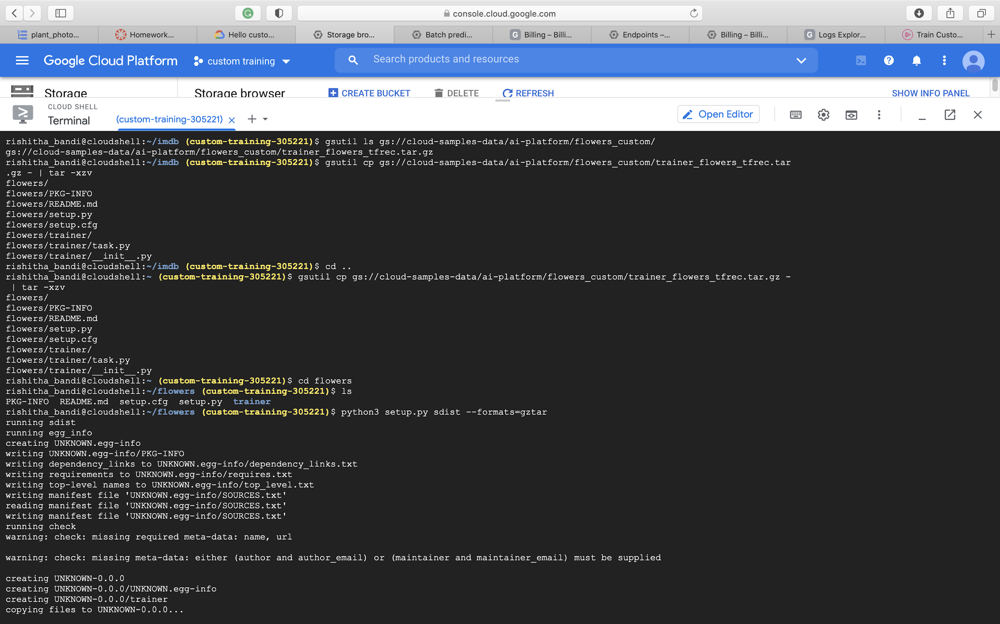 console.cloud.google.com
plant_photo...
Homework...
Hello custo...
Storage bro...
Batch predi...
G Billing – Billi...
Endpoints –...
Billing – Billi...
G Logs Explor...
Train Custo...
Google Cloud Platform
custom training
Search products and resources
Storage
Storage browser
CREATE BUCKET
DELETE
REFRESH
SHOW INFO PANEL
CLOUD SHELL
Terminal
(custom-training-305221)
Open Editor
rishitha_bandi@cloudshell:~/imdb (custom-training-305221)$ gsutil ls gs://cloud-samples-data/ai-platform/flowers_custom/
gs://cloud-samples-data/ai-platform/flowers_custom/trainer_flowers_tfrec.tar.gz
rishitha_bandi@cloudshell:~/imdb (custom-training-305221)$ gsutil cp gs://cloud-samples-data/ai-platform/flowers_custom/trainer_flowers_tfrec.tar
.gz - | tar -xzv
flowers/
flowers/PKG-INFO
flowers/README.md
flowers/setup.py
flowers/setup.cfg
flowers/trainer/
flowers/trainer/task.py
flowers/trainer/__init__.py
rishitha_bandi@cloudshell:~/imdb (custom-training-305221)$ cd ..
rishitha_bandi@cloudshell:~ (custom-training-305221)$ gsutil cp gs://cloud-samples-data/ai-platform/flowers_custom/trainer_flowers_tfrec.tar.gz -
| tar -xzv
flowers/
flowers/PKG-INFO
flowers/README.md
flowers/setup.py
flowers/setup.cfg
flowers/trainer/
flowers/trainer/task.py
flowers/trainer/__init__.py
rishitha_bandi@cloudshell:~ (custom-training-305221)$ cd flowers
rishitha_bandi@cloudshell:~/flowers (custom-training-305221)$ ls
PKG-INFO README.md setup.cfg setup.py trainer
rishitha_bandi@cloudshell:~/flowers (custom-training-305221)$ python3 setup.py sdist --formats=gztar
running sdist
running egg_info
creating UNKNOWN.egg-info
writing UNKNOWN.egg-info/PKG-INFO
writing dependency_links to UNKNOWN.egg-info/dependency_links.txt
writing requirements to UNKNOWN.egg-info/requires.txt
writing top-level names to UNKNOWN.egg-info/top_level.txt
writing manifest file 'UNKNOWN.egg-info/SOURCES.txt'
reading manifest file 'UNKNOWN.egg-info/SOURCES.txt'
writing manifest file 'UNKNOWN.egg-info/SOURCES.txt'
running check
warning: check: missing required meta-data: name, url
warning: check: missing meta-data: either (author and author_email) or (maintainer and maintainer_email) must be supplied
creating UNKNOWN-0.0.0
creating UNKNOWN-0.0.0/UNKNOWN.egg-info
creating UNKNOWN-0.0.0/trainer
copying files to UNKNOWN-0.0.0...